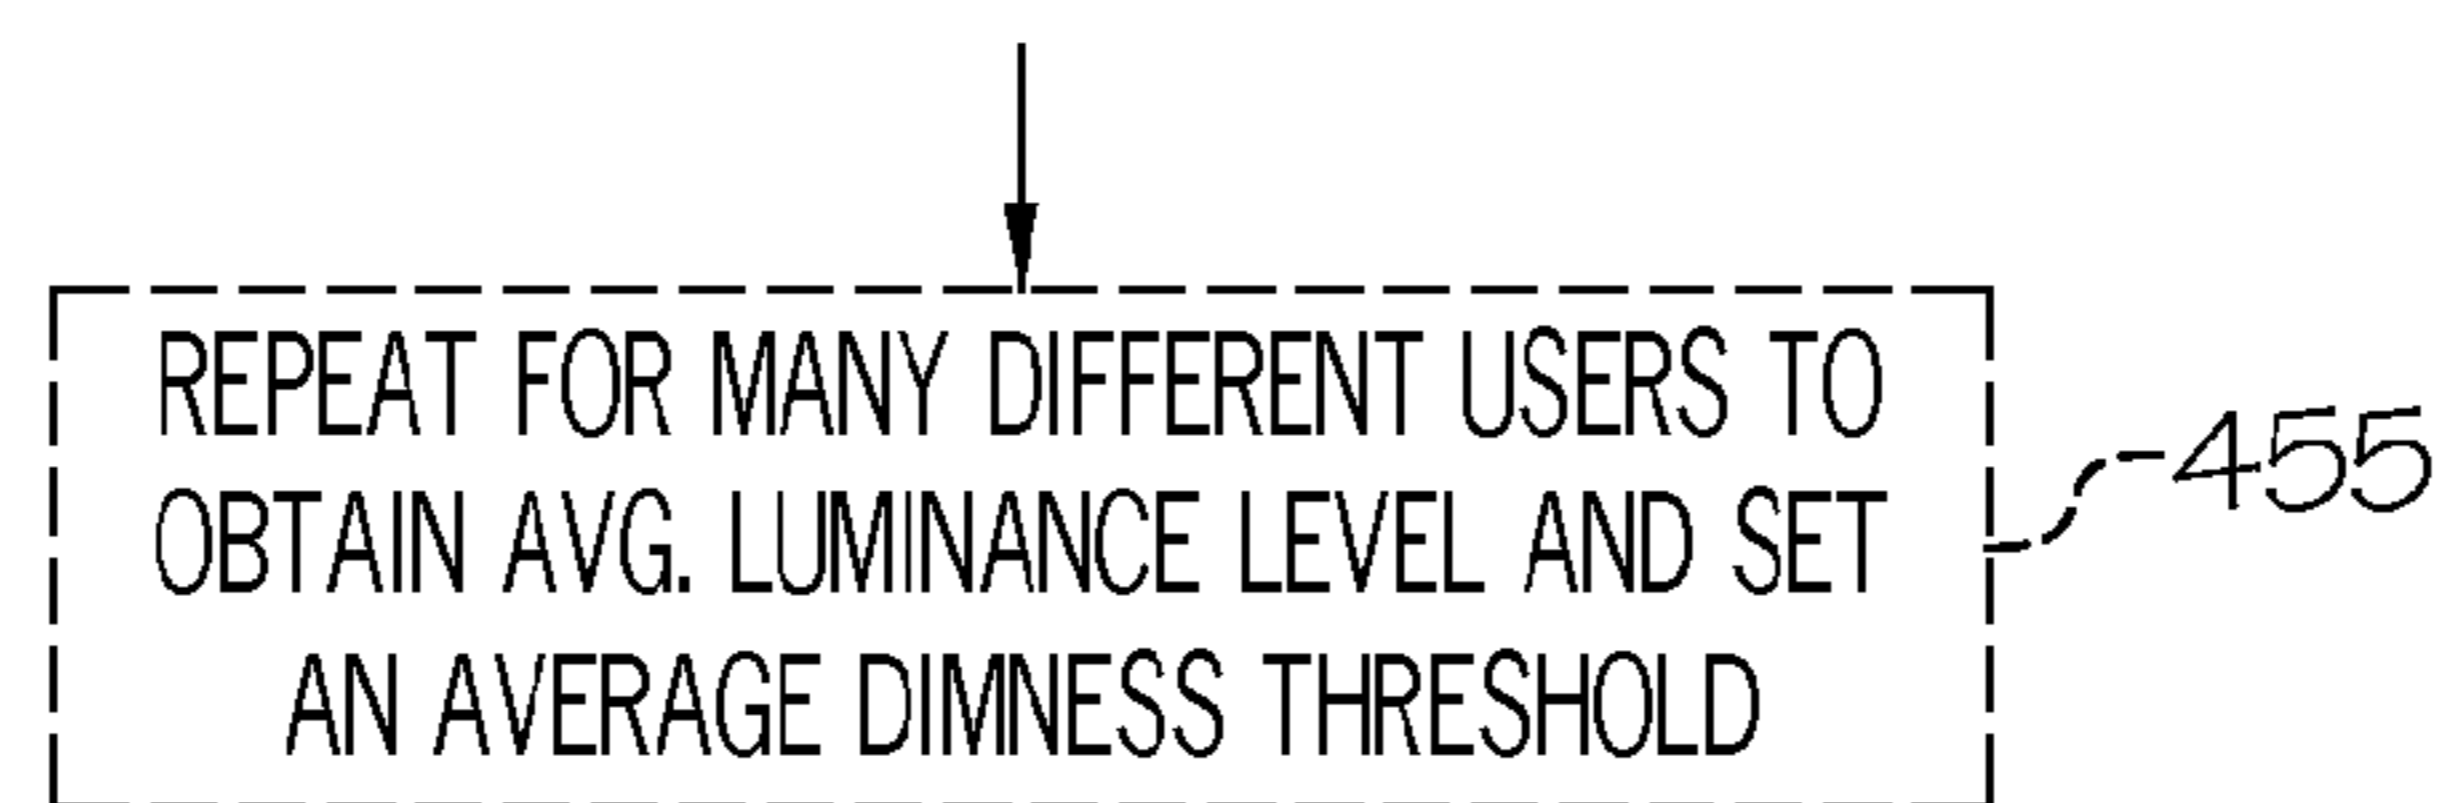 REPEAT FOR MANY DIFFERENT USERS TO
OBTAIN AVG. LUMINANCE LEVEL AND SET
AN AVERAGE DIMNESS THRESHOLD
455